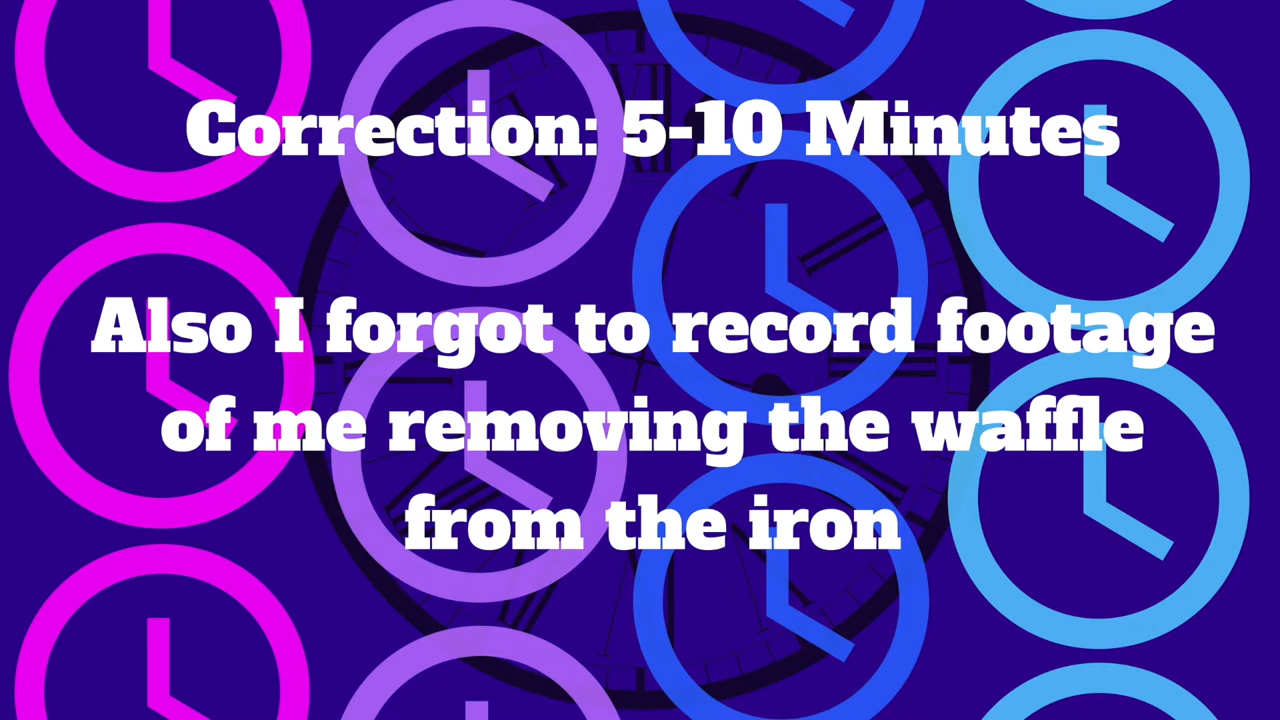 Correction: 5-10 Minutes
Also I forgot to record footage
of me removing the waffle
from the iron